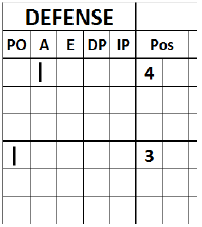 DEFENSE
PO A E DP IP Pos
| 4
| 3